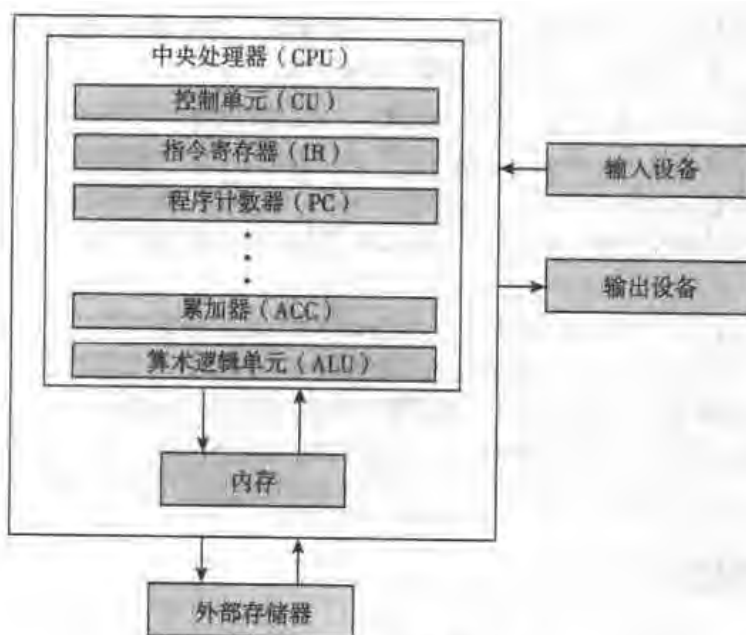 中央处理器(CPU)
控制单元(CU)
指令寄存器(IR)
程序计数器(PC)
累加器(ACC)
算术逻辑单元(ALU)
内存
外部存储器
输入设备
输出设备